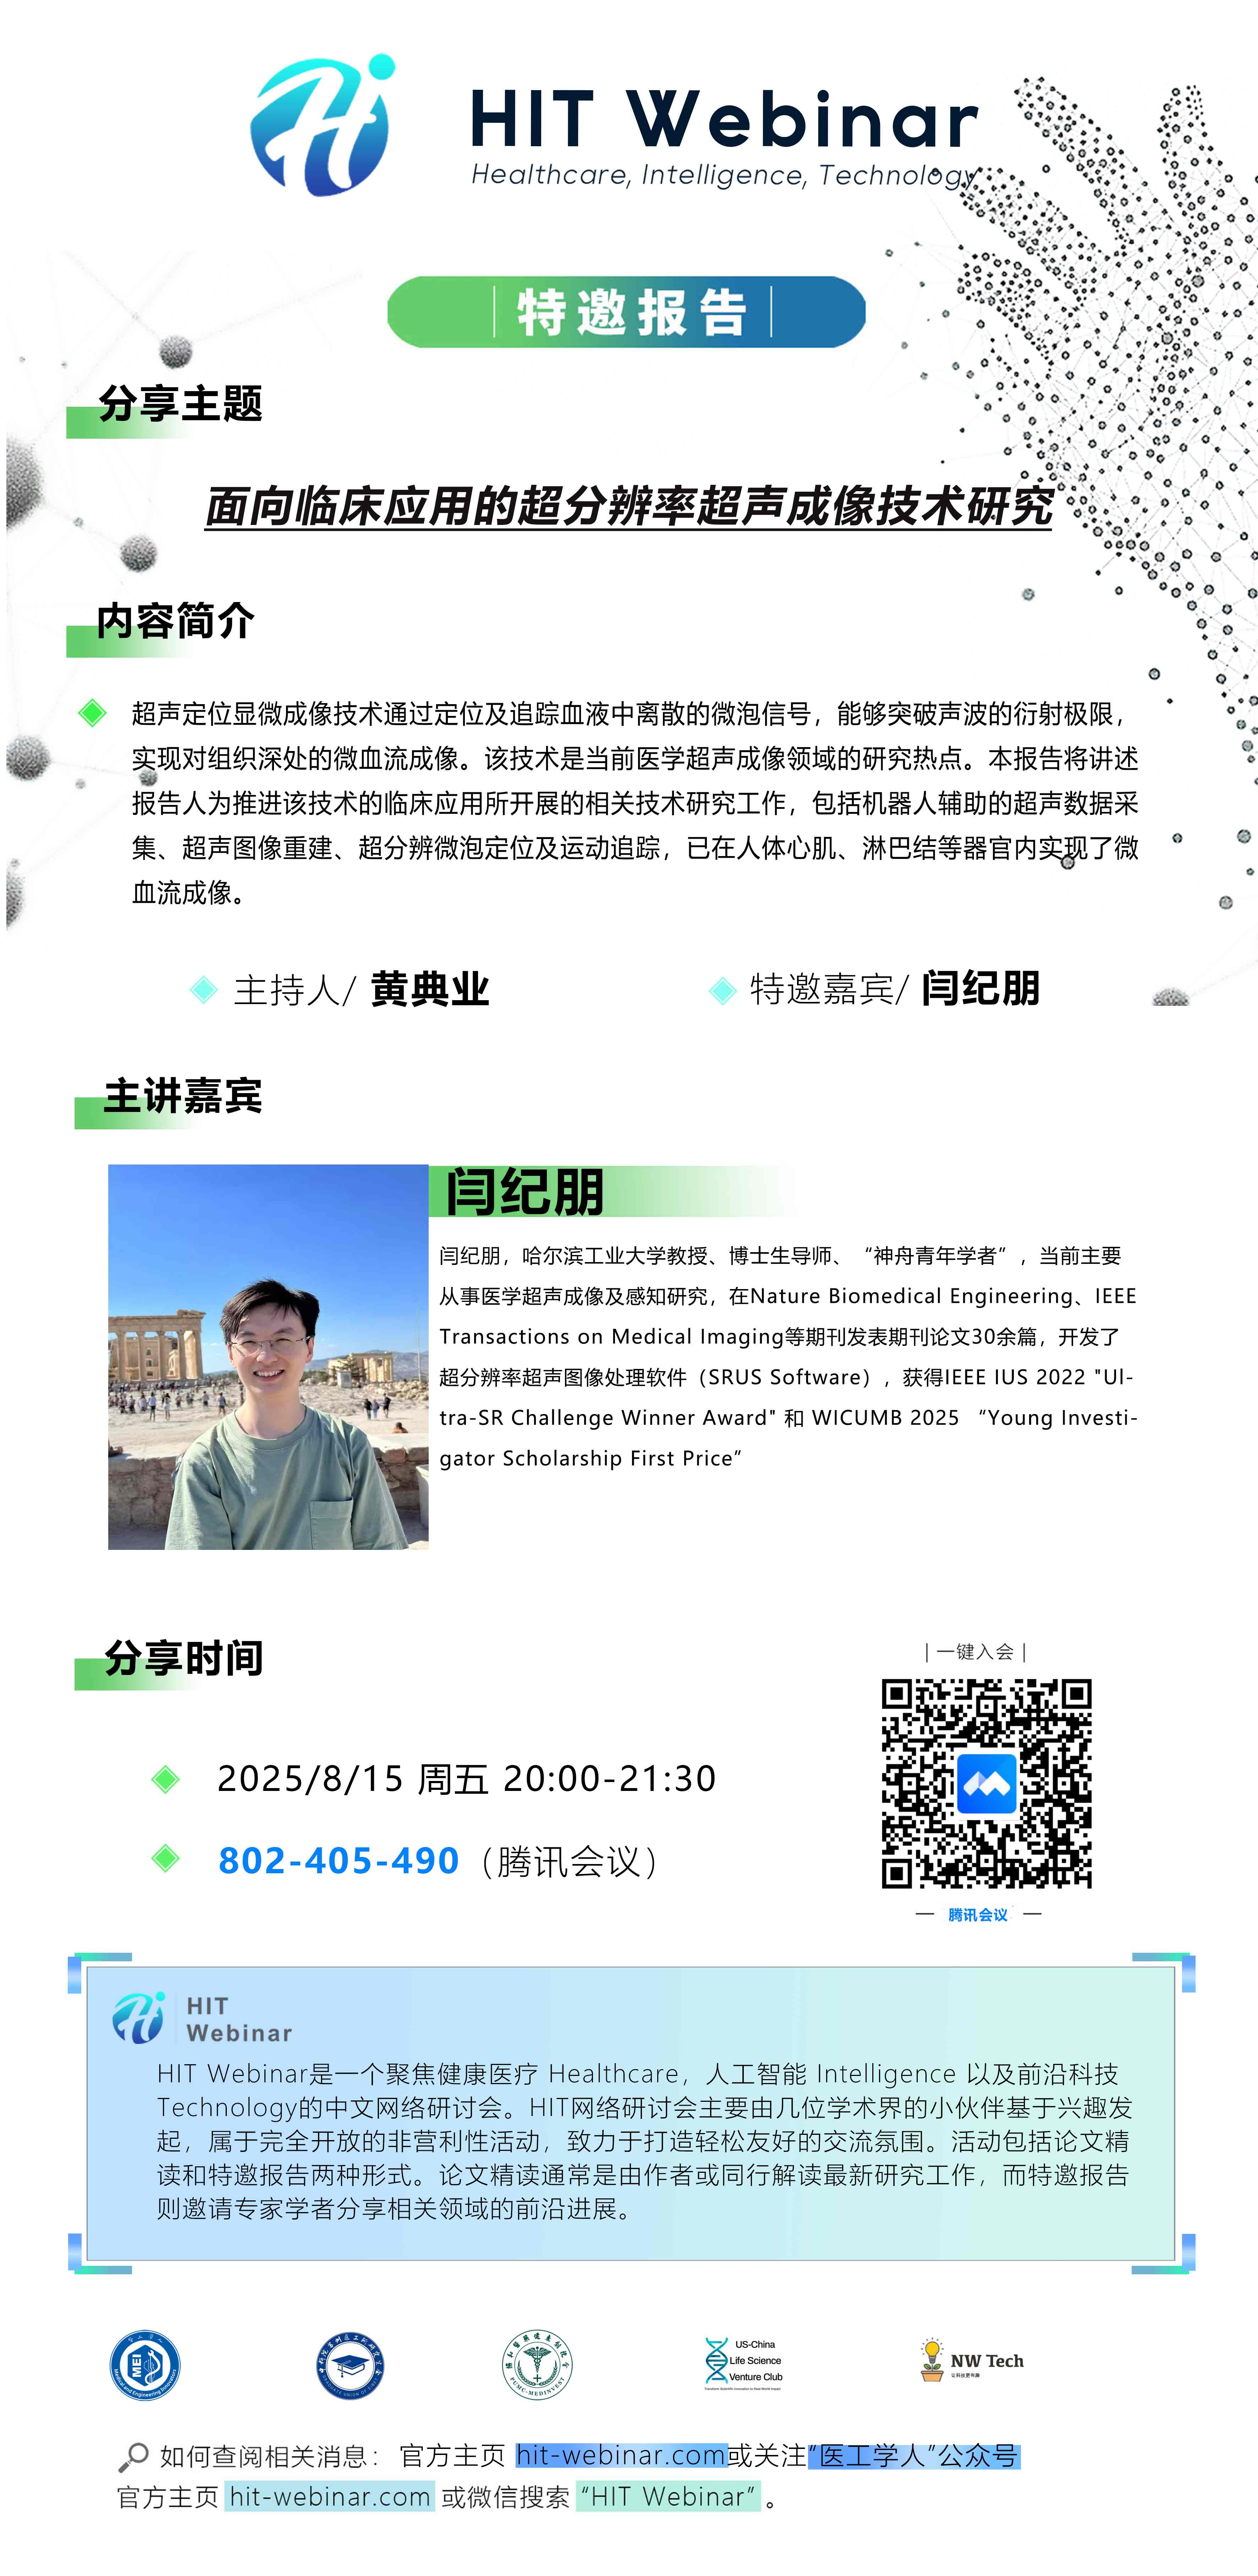 HIT Webinar
Healthcare, Intelligence, Technology
特邀报告
分享主题
面向临床应用的超分辨率超声成像技术研究
内容简介
超声定位显微成像技术通过定位及追踪血液中离散的微泡信号，能够突破声波的衍射极限，
实现对组织深处的微血流成像。该技术是当前医学超声成像领域的研究热点。本报告将讲述
报告人为推进该技术的临床应用所开展的相关技术研究工作，包括机器人辅助的超声数据采
集、超声图像重建、超分辨微泡定位及运动追踪，已在人体心肌、淋巴结等器官内实现了微
血流成像。
主持人/ 黄典业
特邀嘉宾/ 闫纪朋
主讲嘉宾
闫纪朋
闫纪朋，哈尔滨工业大学教授、博士生导师、“神舟青年学者”，当前主要
从事医学超声成像及感知研究，在Nature Biomedical Engineering、IEEE
Transactions on Medical Imaging等期刊发表期刊论文30余篇，开发了
超分辨率超声图像处理软件（SRUS Software），获得IEEE IUS 2022 "Ul-
tra-SR Challenge Winner Award" 和 WICUMB 2025 “Young Investi-
gator Scholarship First Price”
分享时间
| 一键入会 |
2025/8/15 周五 20:00-21:30
802-405-490（腾讯会议）
腾讯会议
HIT
Webinar
HIT Webinar是一个聚焦健康医疗 Healthcare，人工智能 Intelligence 以及前沿科技
Technology的中文网络研讨会。HIT网络研讨会主要由几位学术界的小伙伴基于兴趣发
起，属于完全开放的非营利性活动，致力于打造轻松友好的交流氛围。活动包括论文精
读和特邀报告两种形式。论文精读通常是由作者或同行解读最新研究工作，而特邀报告
则邀请专家学者分享相关领域的前沿进展。
MEI
Medical and Engineering Innovators
PUMC-MEDINVEST
US-China
Life Science
Venture Club
NW Tech
让科技更有趣
如何查阅相关消息： 官方主页 hit-webinar.com或关注“医工学人”公众号
官方主页 hit-webinar.com 或微信搜索 “HIT Webinar” 。